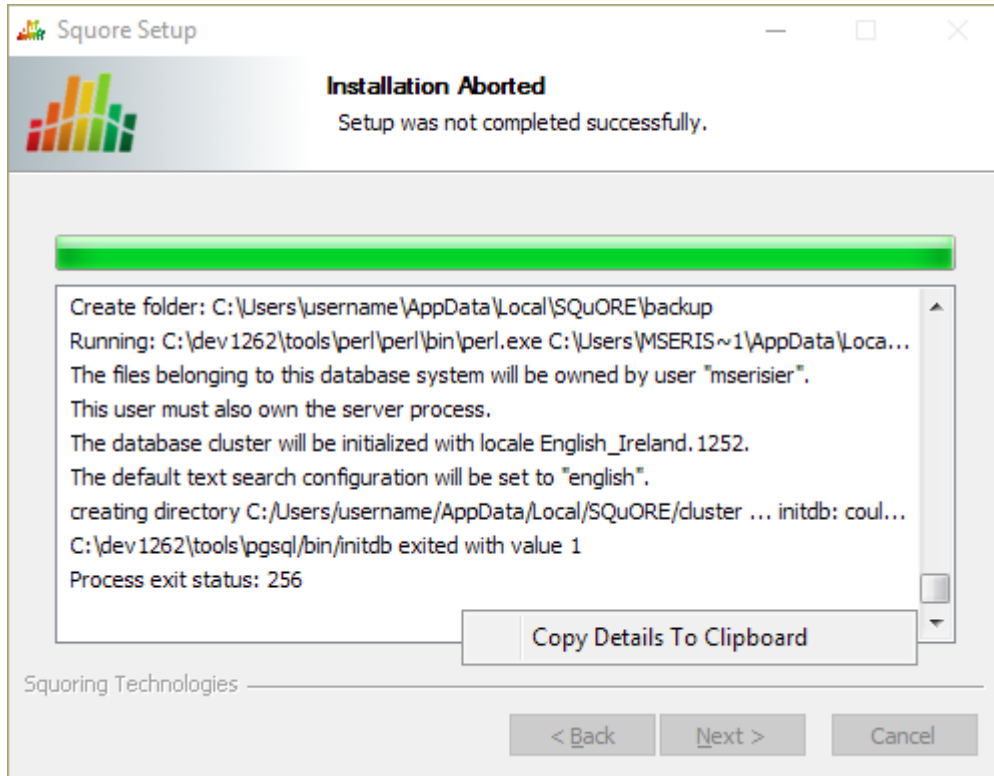 Squore Setup
Installation Aborted
Setup was not completed successfully.
Create folder: C:\Users\username\AppData\Local\SQuORE\backup
Running: C:\dev1262\tools\perl\perl\bin\perl.exe C:\Users\MSERIS~1\AppData\Loca...
The files belonging to this database system will be owned by user "mserisier".
This user must also own the server process.
The database cluster will be initialized with locale English_Ireland.1252.
The default text search configuration will be set to "english".
creating directory C:/Users/username/AppData/Local/SQuORE/cluster ... initdb: coul...
C:\dev1262\tools\pgsql/bin/initdb exited with value 1
Process exit status: 256
Copy Details To Clipboard
Squoring Technologies
< Back Next > Cancel